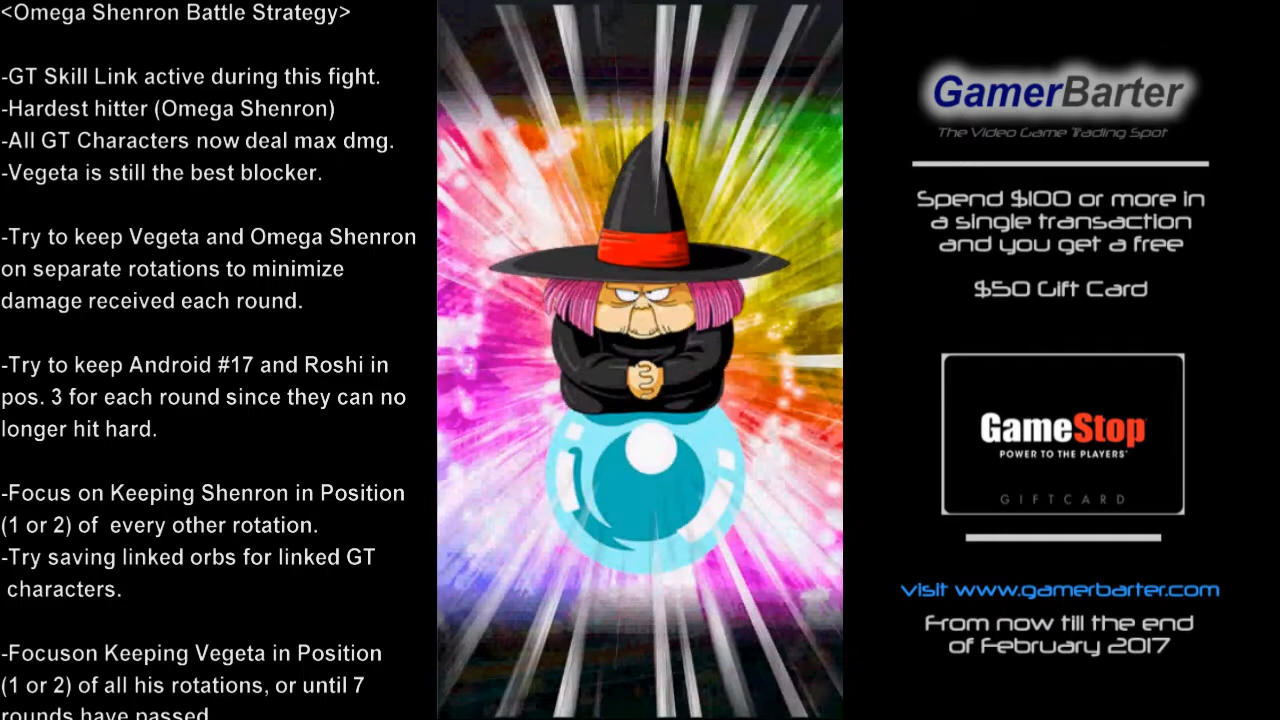 <Omega Shenron Battle Strategy>
-GT Skill Link active during this fight.
-Hardest hitter (Omega Shenron)
-All GT Characters now deal max dmg.
-Vegeta is still the best blocker.
-Try to keep Vegeta and Omega Shenron
on separate rotations to minimize
damage received each round.
-Try to keep Android #17 and Roshi in
pos. 3 for each round since they can no
longer hit hard.
-Focus on Keeping Shenron in Position
(1 or 2) of  every other rotation.
-Try saving linked orbs for linked GT
characters.
-Focuson Keeping Vegeta in Position
(1 or 2) of all his rotations, or until 7
rounds have passed
GamerBarter
The Video Game Trading Spot
Spend $100 or more in
a single transaction
and you get a free
$50 Gift Card
GameStop
POWER TO THE PLAYERS
GIFTCARD
visit www.gamerbarter.com
From now till the end
of February 2017